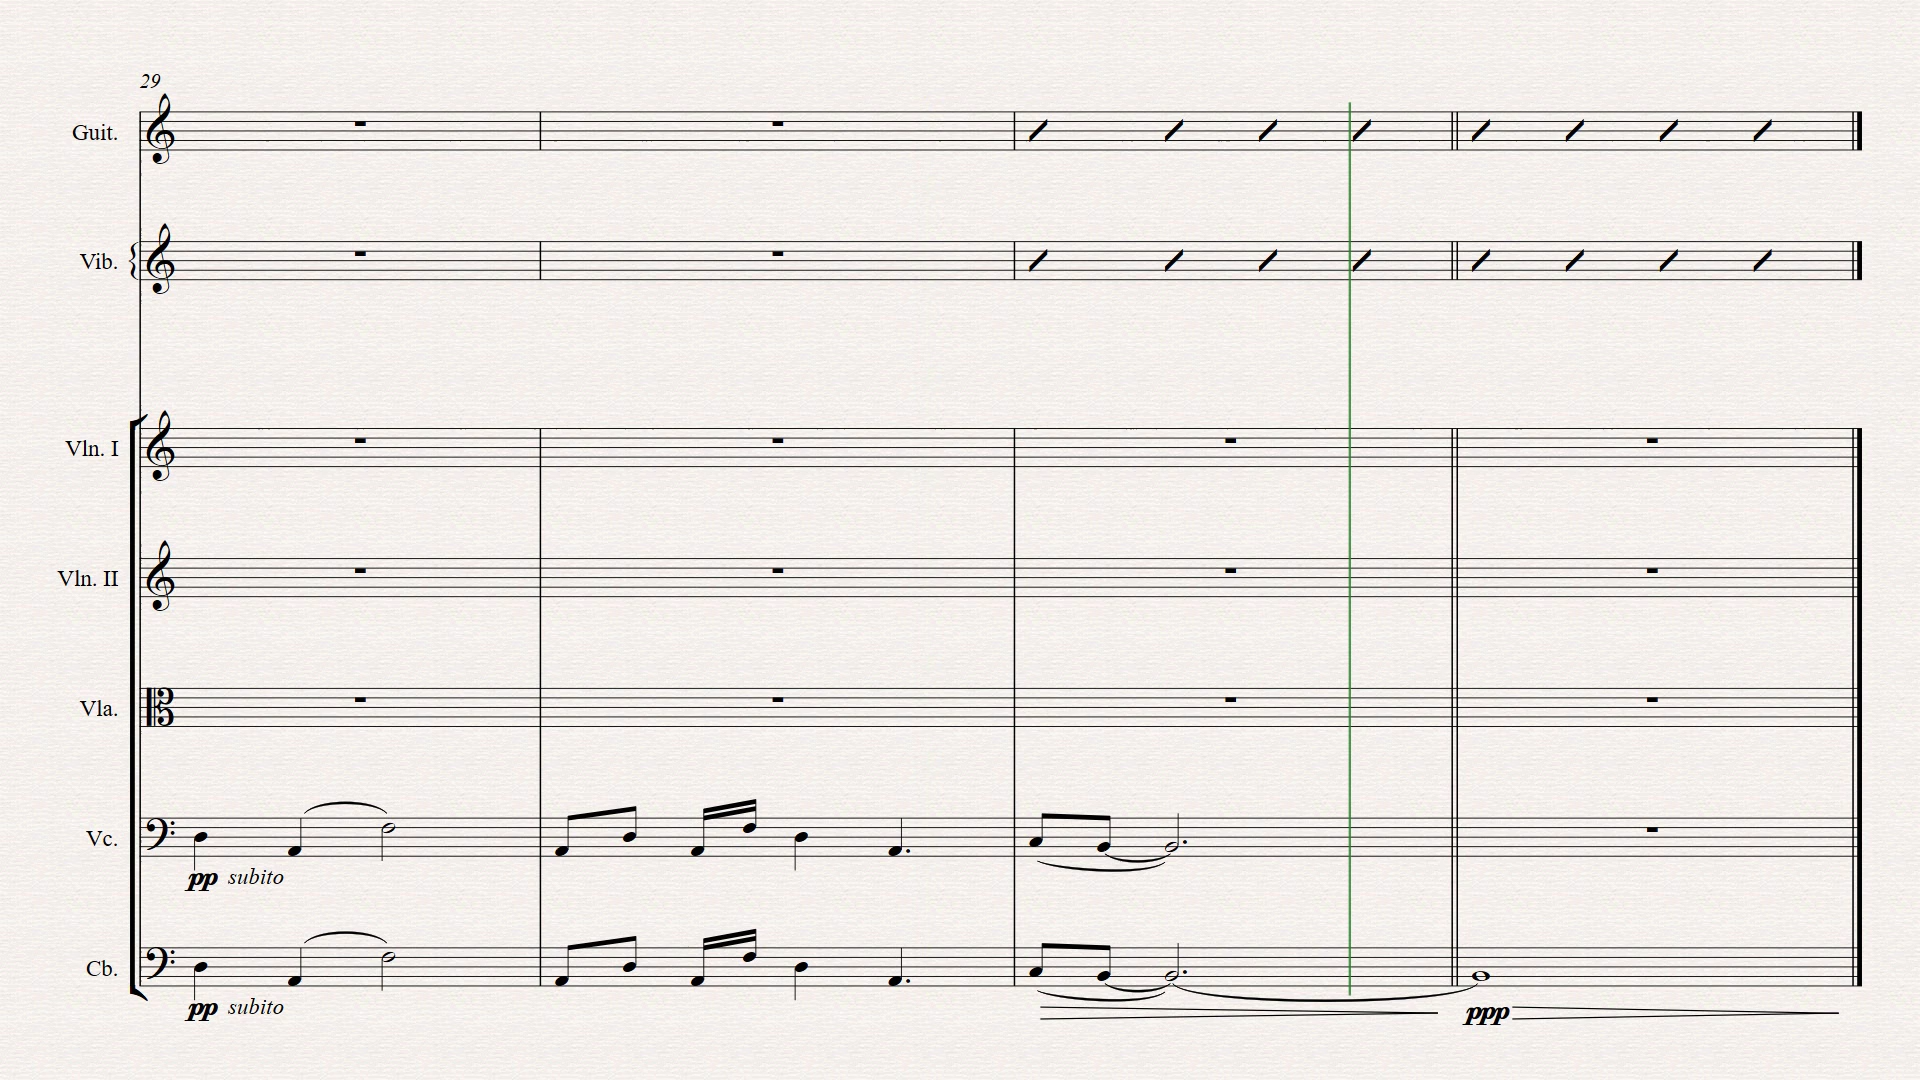 29
Guit.
Vib.
Vln. I
Vln. II
Vla.
Vc.
pp subito
Cb.
pp subito
ppp